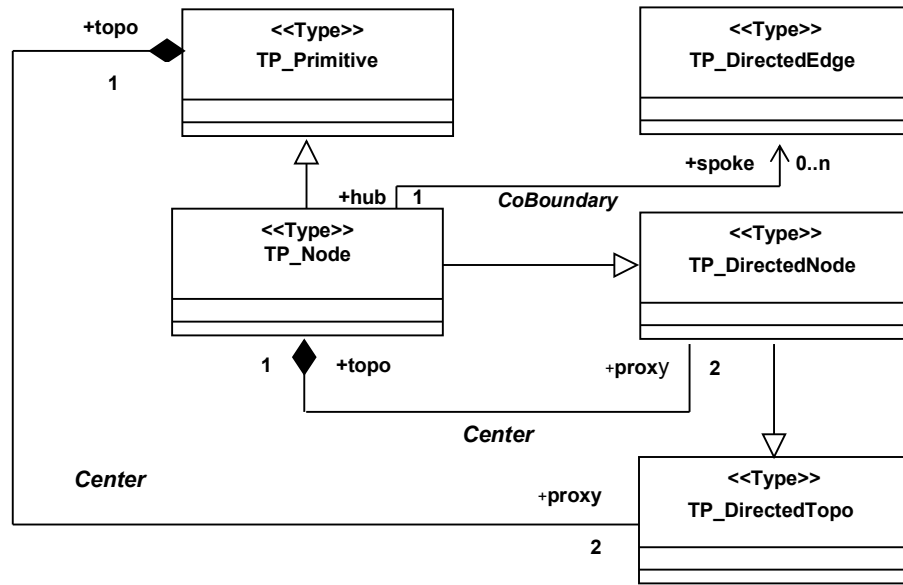 +topo
1
<<Type>>
TP_Primitive
<<Type>>
TP_DirectedEdge
+spoke
0..n
+hub
1
CoBoundary
<<Type>>
TP_Node
<<Type>>
TP_DirectedNode
1
+topo
+proxy
2
Center
Center
<<Type>>
TP_DirectedTopo
+proxy
2